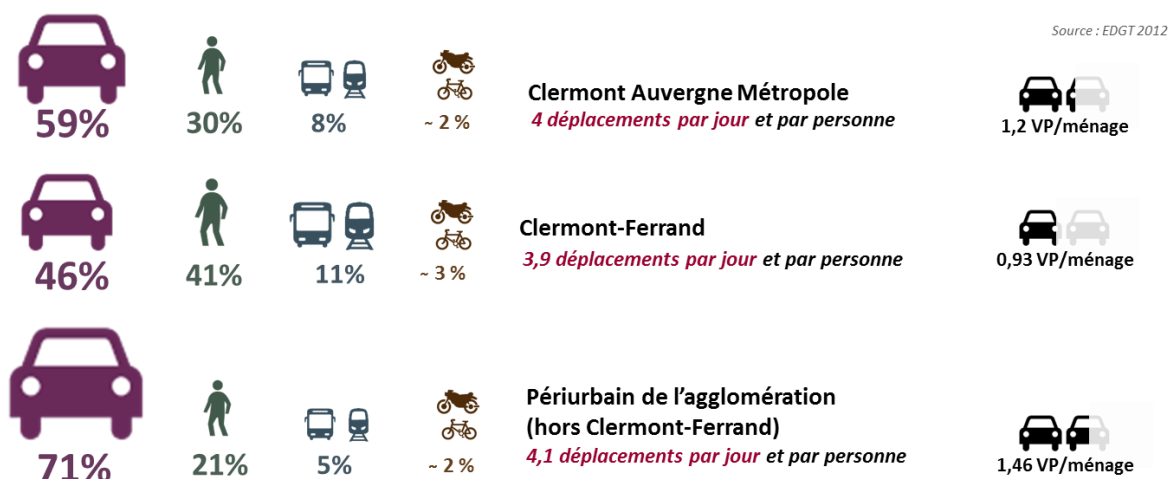 Source : EDGT 2012
59% 30% 8% ~ 2 %
Clermont Auvergne Métropole
4 déplacements par jour et par personne
1,2 VP/ménage
46% 41% 11% ~ 3 %
Clermont-Ferrand
3,9 déplacements par jour et par personne
0,93 VP/ménage
71% 21% 5% ~ 2 %
Périurbain de l’agglomération
(hors Clermont-Ferrand)
4,1 déplacements par jour et par personne
1,46 VP/ménage